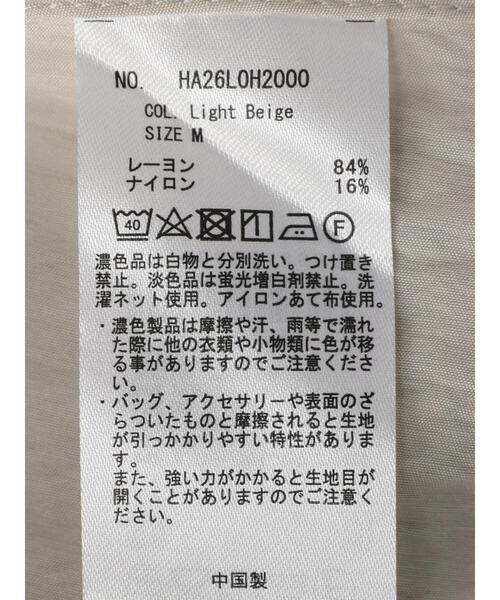 NO. HA26L0H2000
COL. Light Beige
SIZE M
レーヨン 84%
ナイロン 16%
40 F
濃色品は白物と分別洗い。つけ置き
禁止。淡色品は蛍光増白剤禁止。洗
濯ネット使用。アイロンあて布使用。
・濃色製品は摩擦や汗、雨等で濡れ
た際に他の衣類や小物類に色が移
る事がありますのでご注意くださ
い。
・バッグ、アクセサリーや表面のざ
らついたものと摩擦されると生地
が引っかかりやすい特性がありま
す。
また、強い力がかかると生地目が
開くことがありますのでご注意く
ださい。
中国製